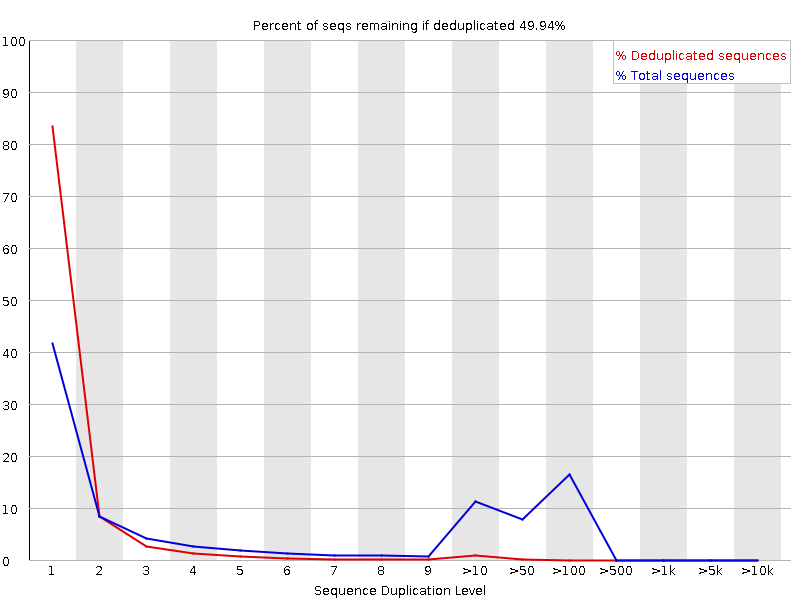 Percent of seqs remaining if deduplicated 49.94%
% Deduplicated sequences
% Total sequences
100
90
80
70
60
50
40
30
20
10
0
1 2 3 4 5 6 7 8 9 >10 >50 >100 >500 >1k >5k >10k
Sequence Duplication Level